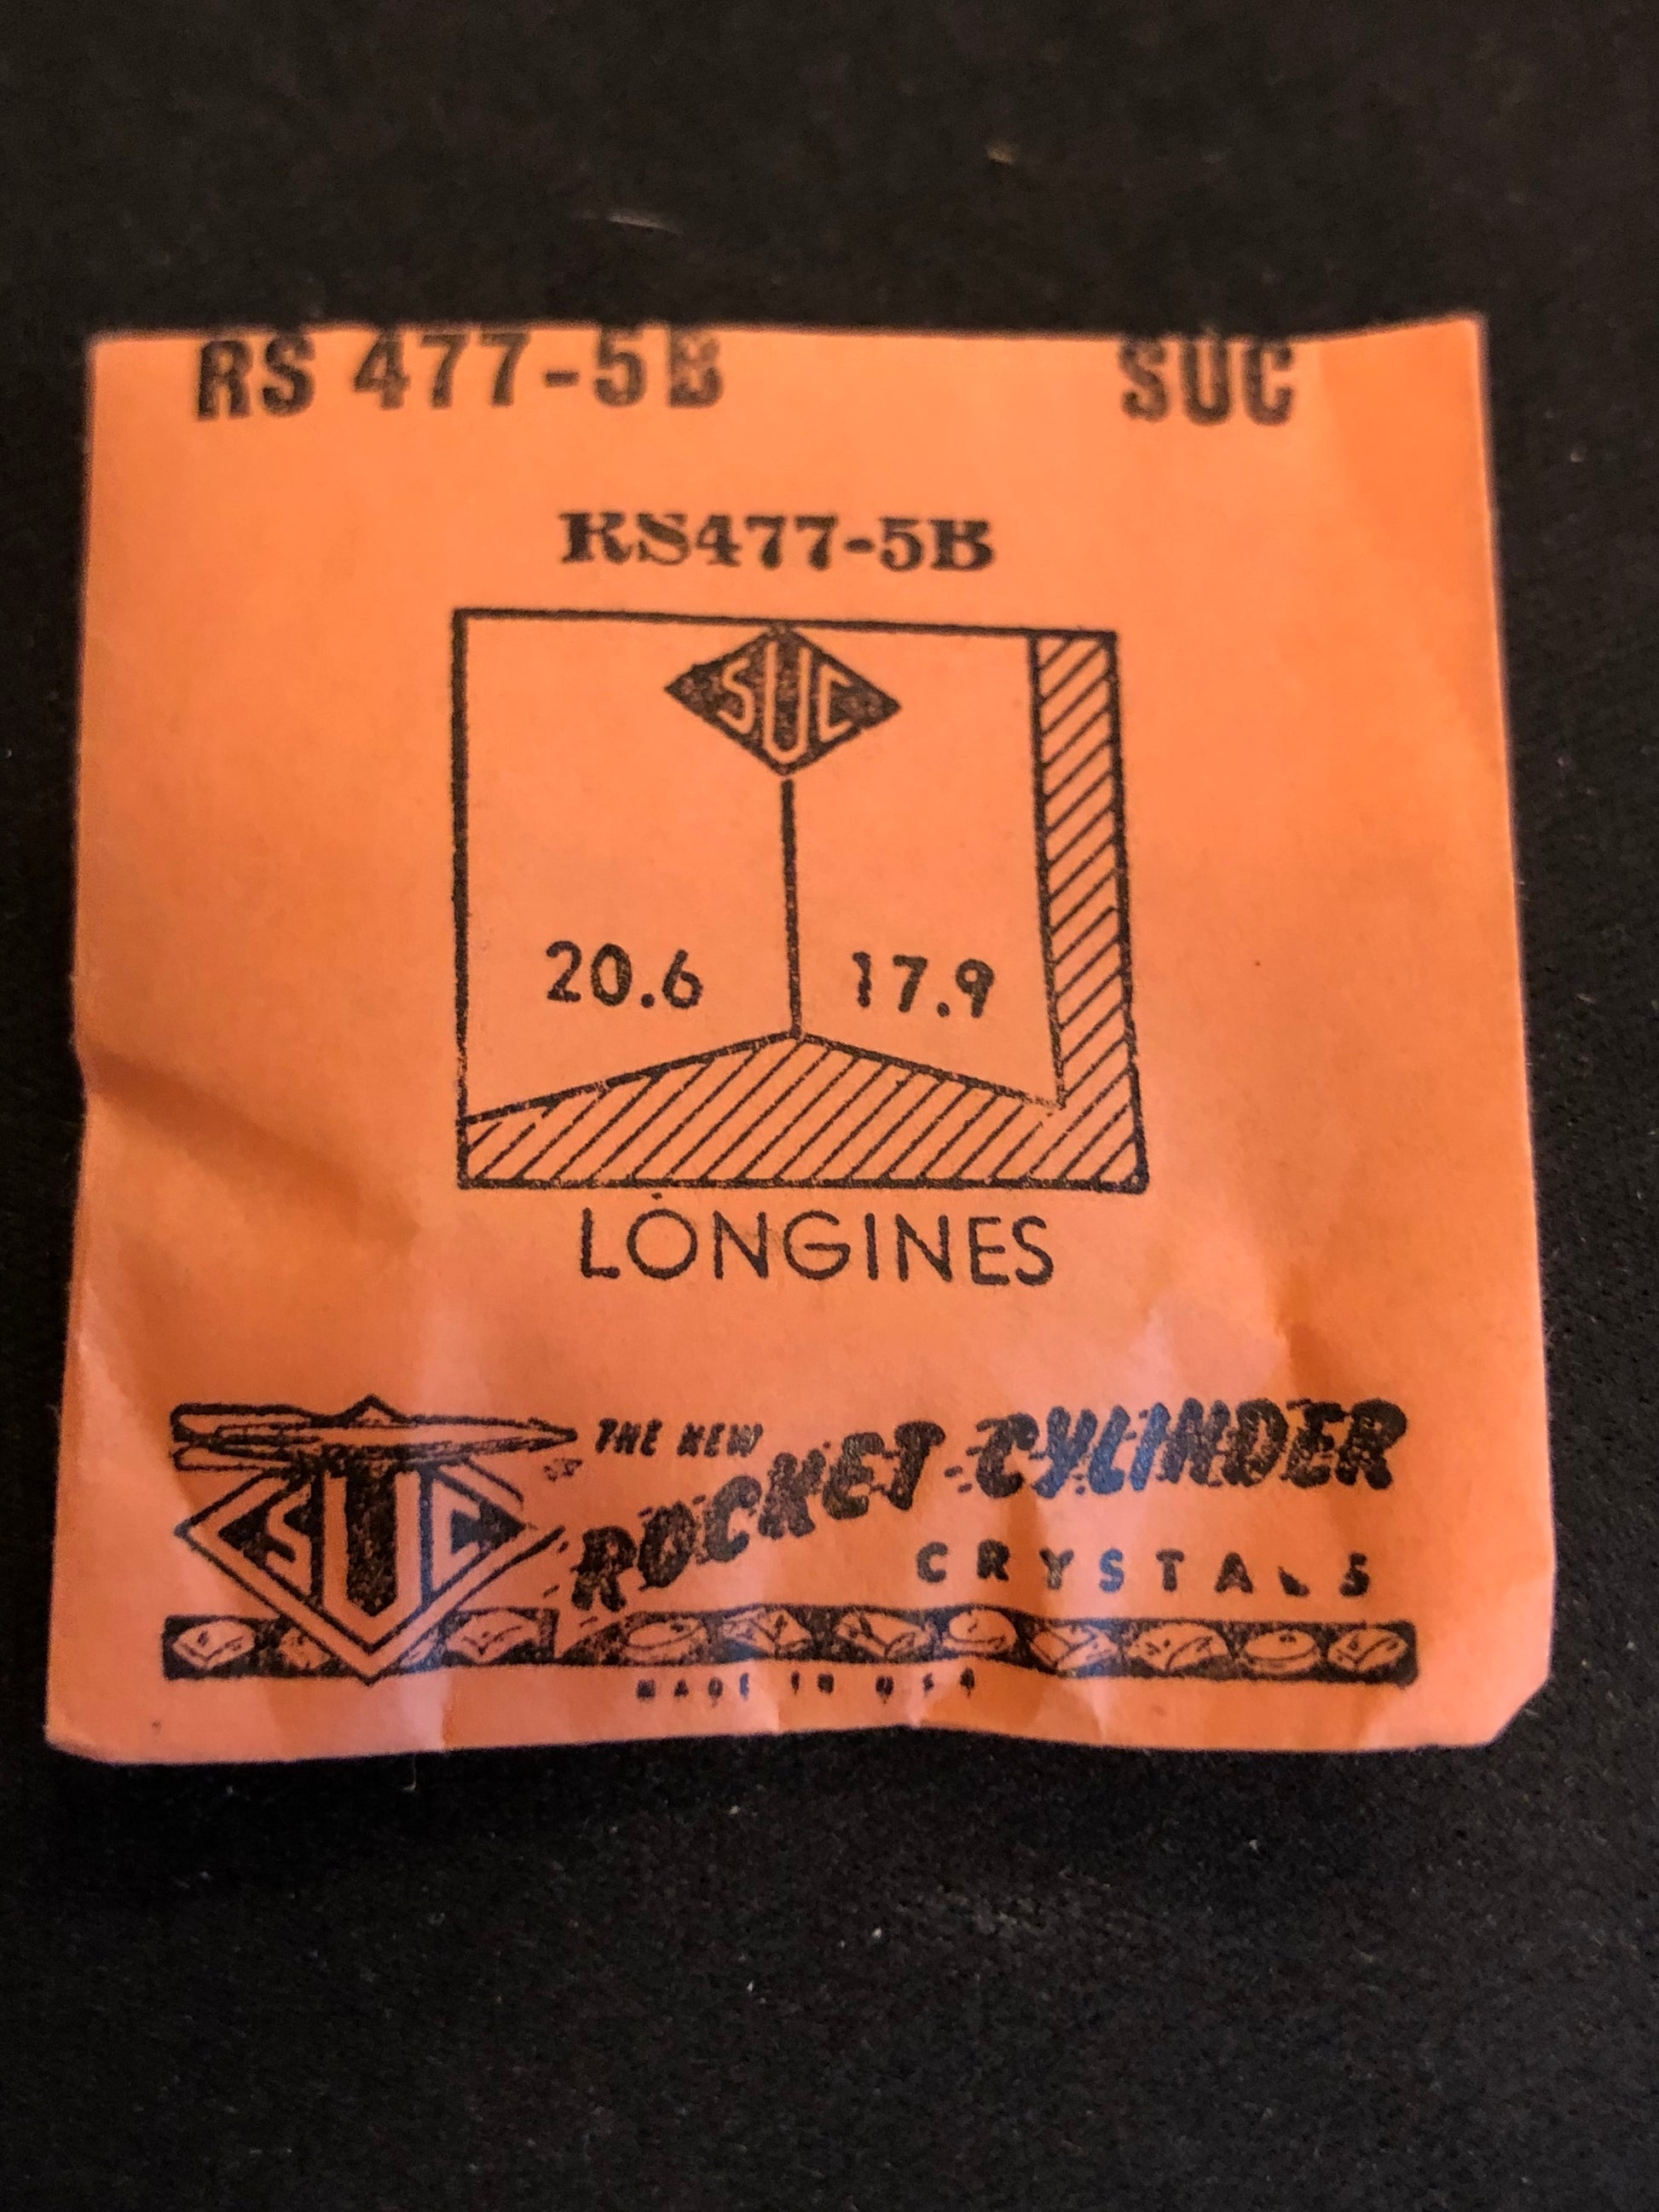 RS 477-5B SUC
RS477-5B
SUC
20.6 17.9
LONGINES
THE NEW
ROCKET CYLINDER
SUC
CRYSTALS
MADE IN USA